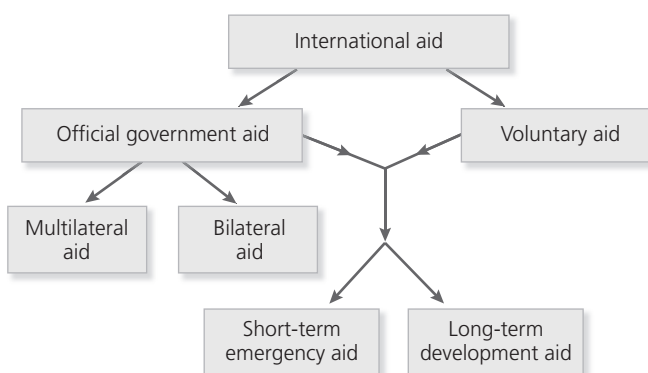 International aid
Official government aid
Voluntary aid
Multilateral
aid
Bilateral
aid
Short-term
emergency aid
Long-term
development aid